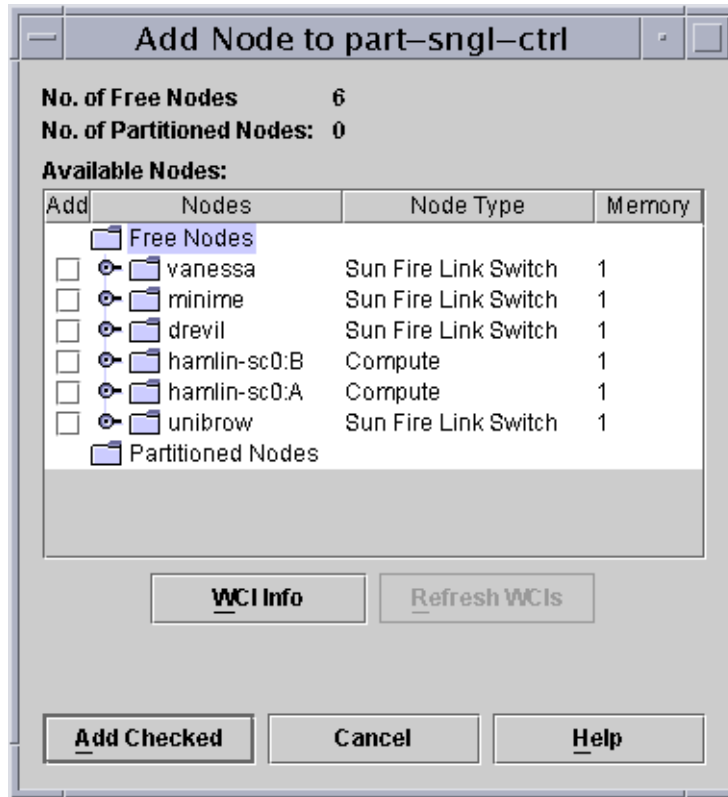 Add Node to part–sngl–ctrl
No. of Free Nodes 6
No. of Partitioned Nodes: 0
Available Nodes:
Add Nodes Node Type Memory
Free Nodes
vanessa Sun Fire Link Switch 1
minime Sun Fire Link Switch 1
drevil Sun Fire Link Switch 1
hamlin-sc0:B Compute 1
hamlin-sc0:A Compute 1
unibrow Sun Fire Link Switch 1
Partitioned Nodes
WCI Info Refresh WCIs
Add Checked Cancel Help